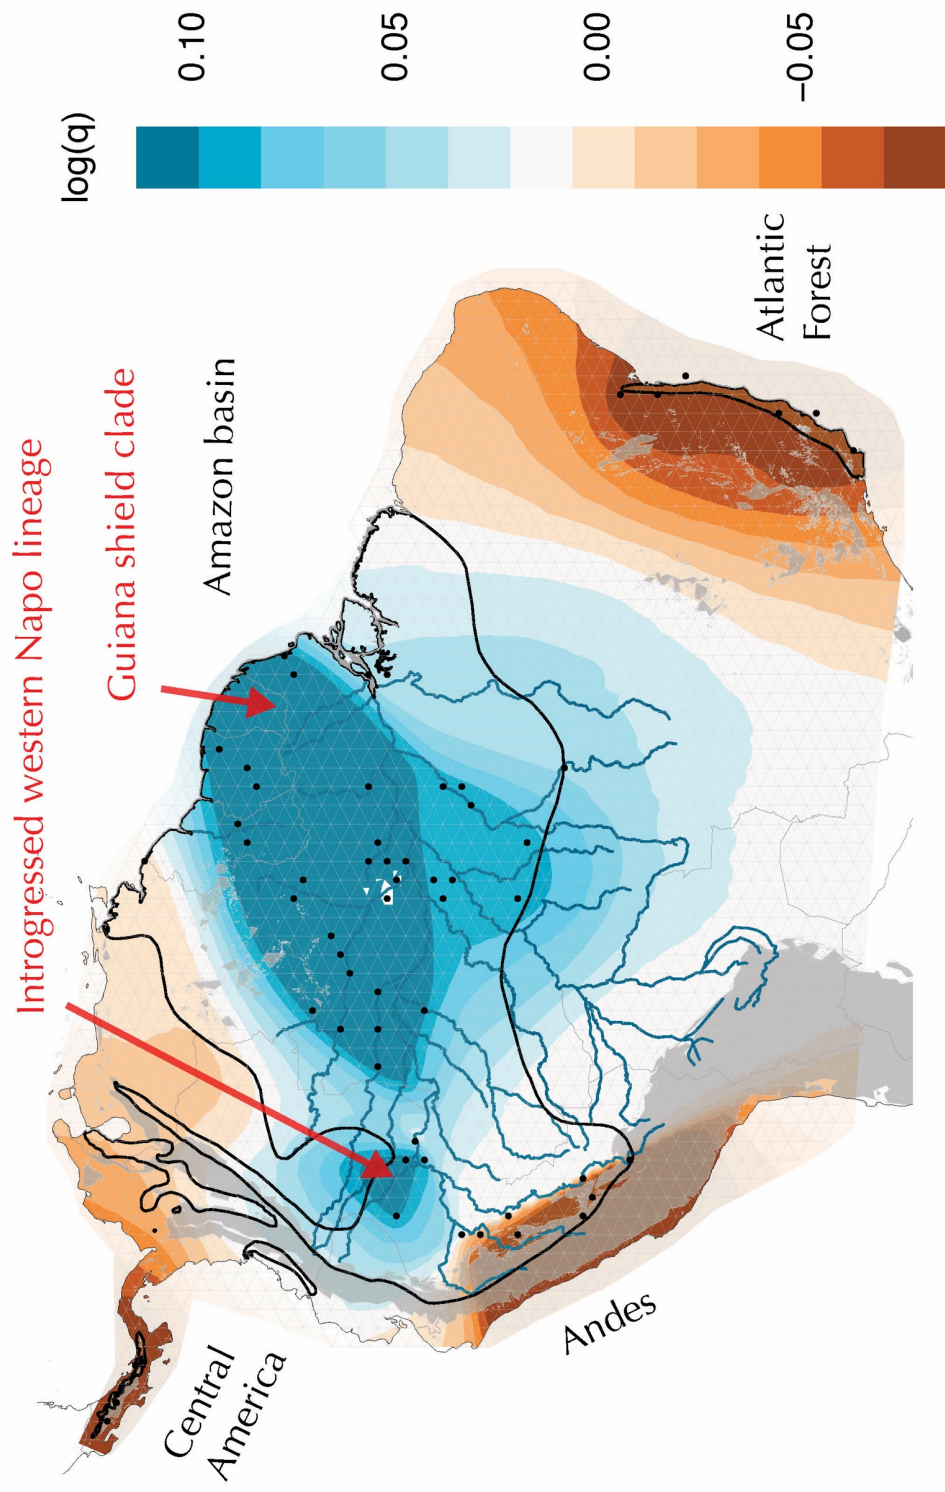 Introgressed western Napo lineage
Guiana shield clade
Amazon basin
log(q)
0.10
0.05
0.00
−0.05
Atlantic
Forest
Central
America
Andes